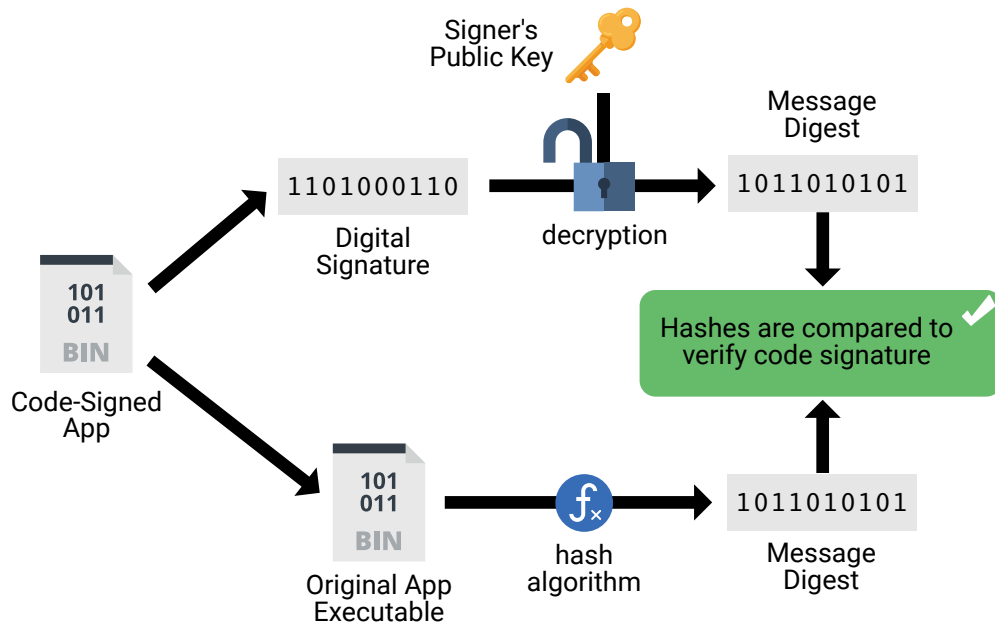 Signer's
Public Key
Message
Digest
1101000110
1011010101
Digital
Signature
decryption
101
011
BIN
Code-Signed
App
Hashes are compared to
verify code signature
101
011
BIN
Original App
Executable
fx
hash
algorithm
1011010101
Message
Digest